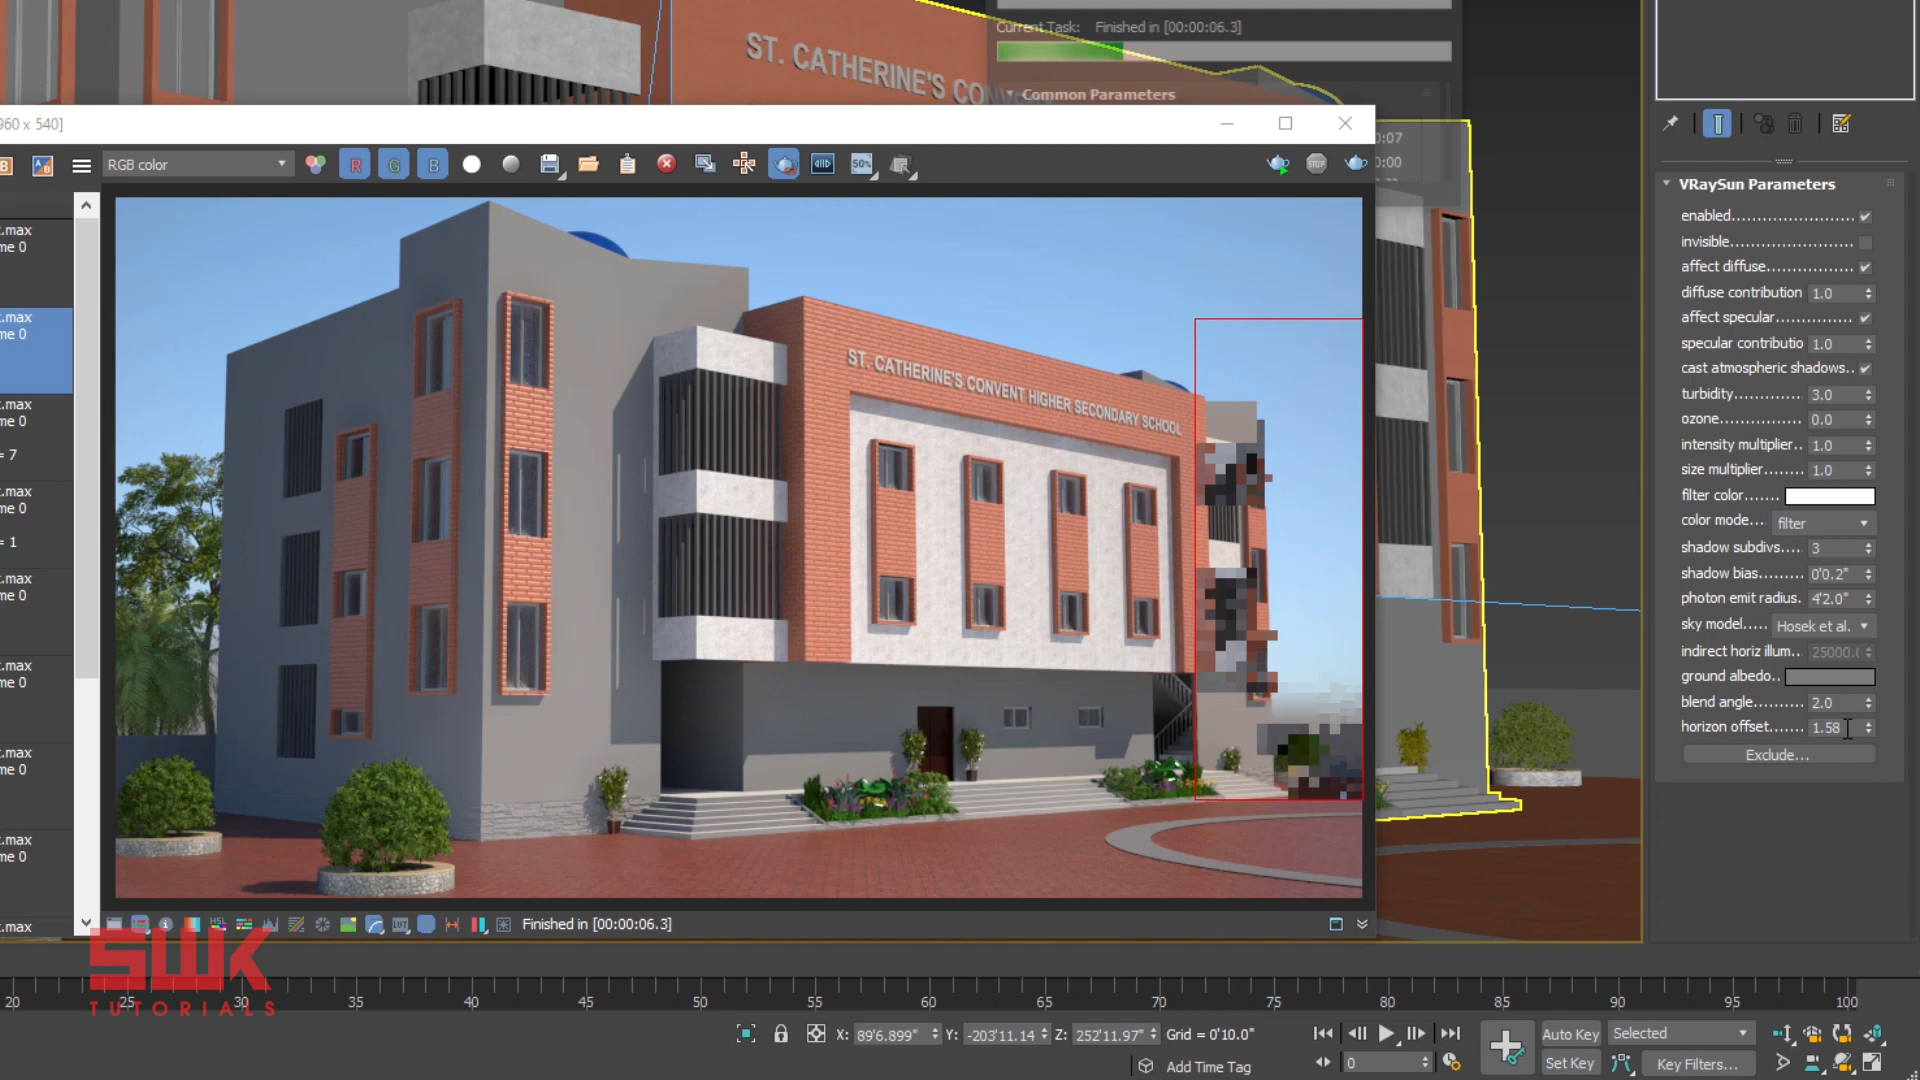 ST. CATHERINE'S CO
Current Task: Finished in [00:00:06.3]
Common Parameters
960 x 540]
RGB color
R G B
50%
STOP
:07
:00
.max
me 0
.max
me 0
.max
me 0
= 7
.max
me 0
= 1
.max
me 0
.max
me 0
.max
me 0
.max
me 0
.max
ST. CATHERINE'S CONVENT HIGHER SECONDARY SCHOOL
HSL
LUT
Finished in [00:00:06.3]
VRaySun Parameters
enabled
invisible
affect diffuse
diffuse contribution 1.0
affect specular
specular contributio 1.0
cast atmospheric shadows..
turbidity 3.0
ozone 0.0
intensity multiplier.. 1.0
size multiplier 1.0
filter color
color mode... filter
shadow subdivs.... 3
shadow bias 0'0.2"
photon emit radius. 4'2.0"
sky model..... Hosek et al.
indirect horiz illum.. 25000.(
ground albedo..
blend angle 2.0
horizon offset 1.58
Exclude...
SWK
TUTORIALS
20 25 30 35 40 45 50 55 60 65 70 75 80 85 90 95 100
X: 89'6.899" Y: -203'11.14 Z: 252'11.97" Grid = 0'10.0"
Add Time Tag
0
Auto Key Selected
Set Key Key Filters...